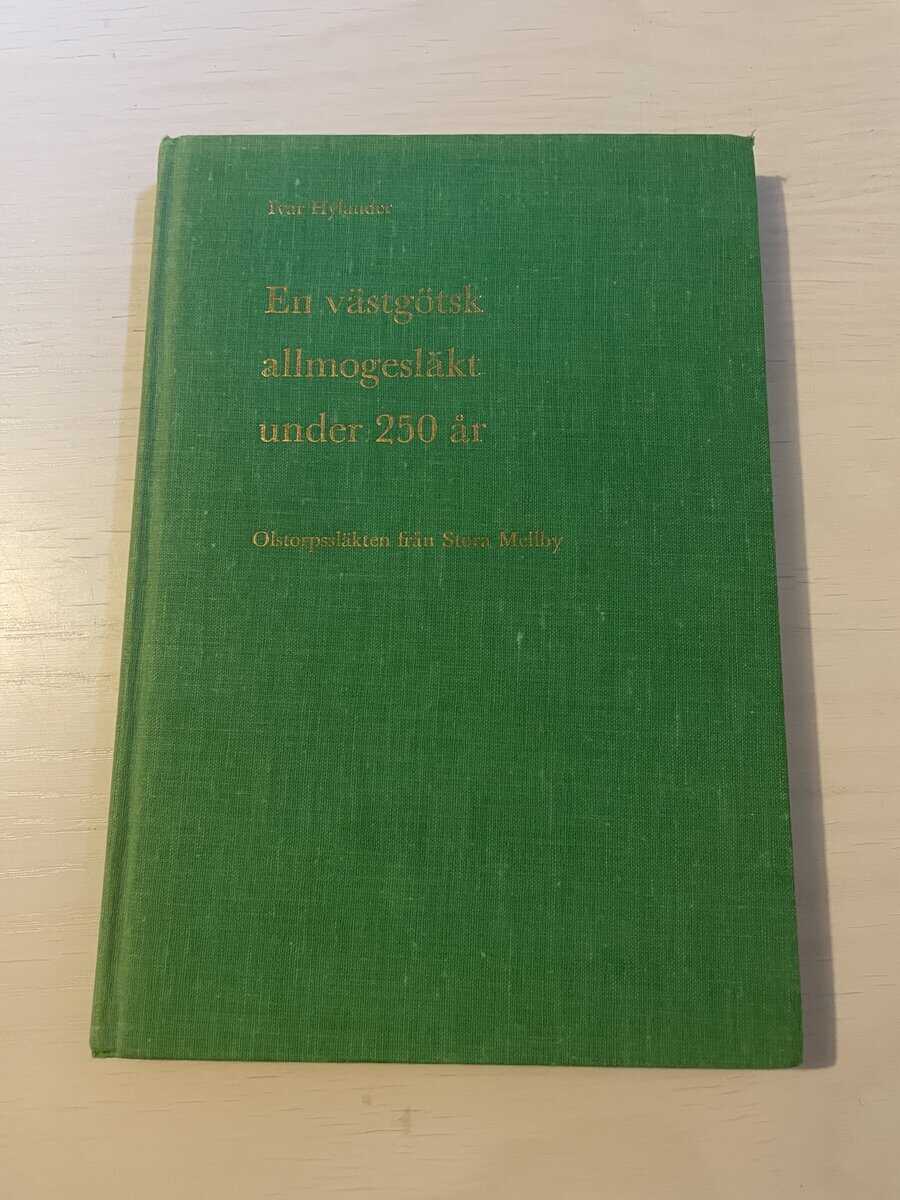 Ivar Hylander
En västgötsk
allmogesläkt
under 250 år
Olstorpssläkten från Stora Mellby